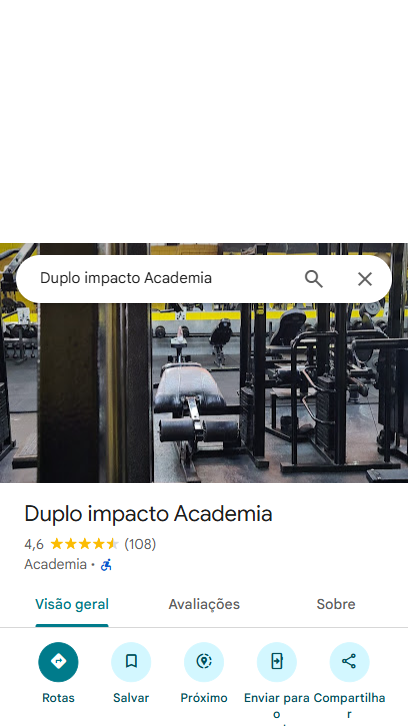 Duplo impacto Academia
Duplo impacto Academia
4,6 (108)
Academia •
Visão geral Avaliações Sobre
Rotas Salvar Próximo Enviar para Compartilha
o r